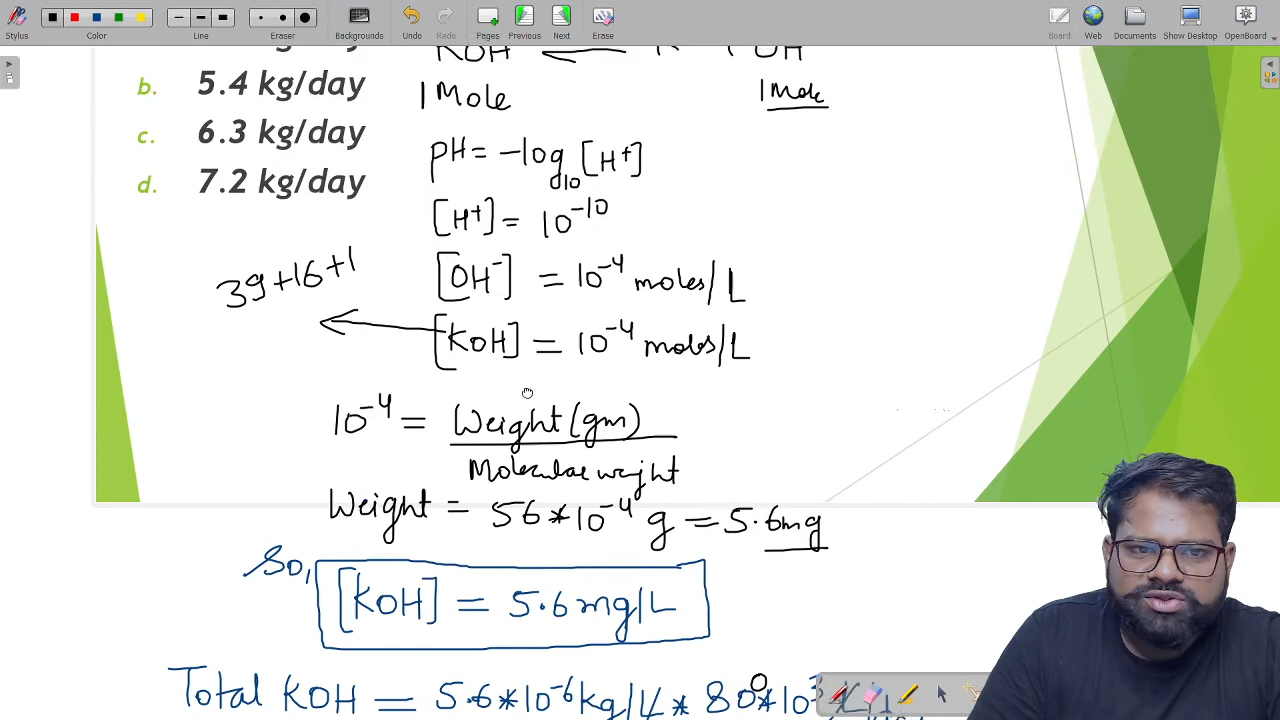 Stylus Color Line Eraser Backgrounds Undo Pages Previous Next Erase Board Web Documents Show Desktop OpenBoard
KOH
b. 5.4 kg/day
1 Mole 1 Mole
c. 6.3 kg/day
pH = -log10 [H+]
d. 7.2 kg/day
[H+] = 10^-10
39+16+1
[OH-] = 10^-4 moles/L
[KOH] = 10^-4 moles/L
10^-4 = Weight(gm)
Molecular weight
Weight = 56*10^-4 g = 5.6mg
So,
[KOH] = 5.6mg/L
Total KOH = 5.6*10^-6 kg/L * 800*10^3